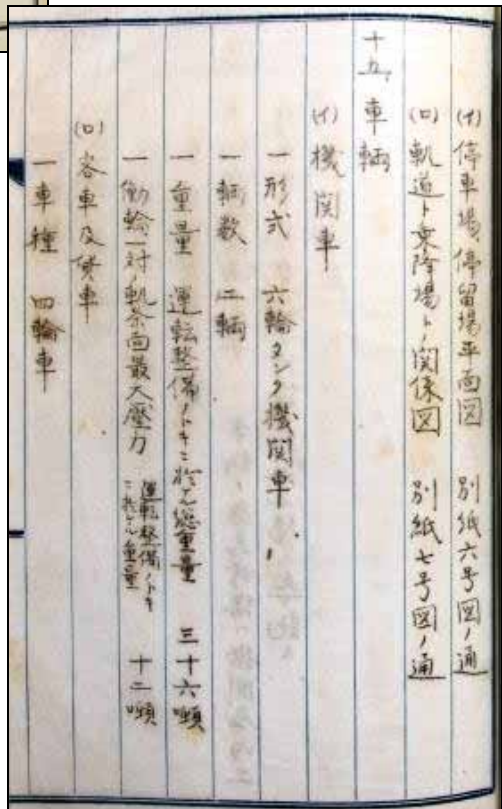 (イ)停車場、停留場平面図　別紙六号図ノ通
(ロ)軌道ト乗降場トノ関係図　別紙七号図ノ通
十五、車輌
(イ)機関車
一形式　六輪タンク機関車
一輌数　二輌
一重量　運転整備ノトキニ於ケル総重量　三十六噸
一働輪一対ノ軌条面最大壓力　運転整備ノトキニ於ケル重量　十二噸
(ロ)客車及貨車
一車種　四輪車